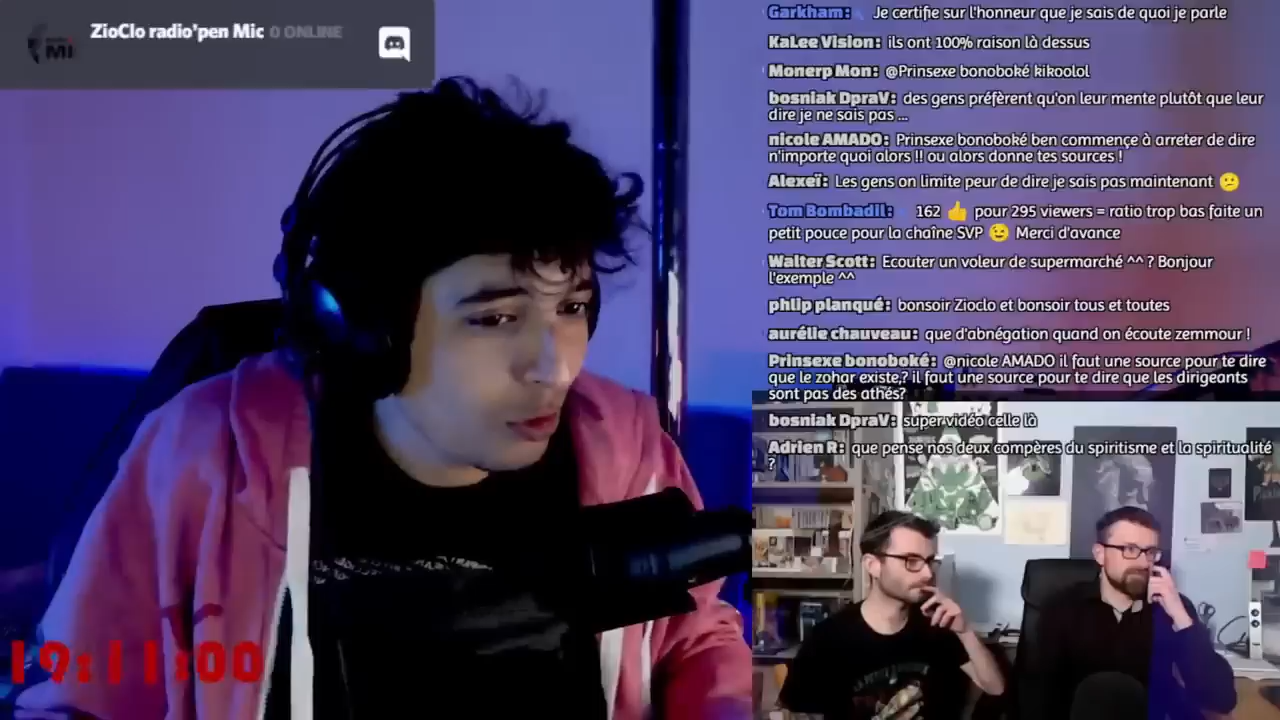 ZioClo radio'pen Mic 0 ONLINE
MI
Garkham: Je certifie sur l'honneur que je sais de quoi je parle
KaLee Vision: ils ont 100% raison là dessus
Monerp Mon: @Prinsexe bonoboké kikoolol
bosniak DpraV: des gens préfèrent qu'on leur mente plutôt que leur
dire je ne sais pas ...
nicole AMADO: Prinsexe bonoboké ben commençe à arreter de dire
n'importe quoi alors !! ou alors donne tes sources !
Alexeï: Les gens on limite peur de dire je sais pas maintenant 😕
Tom Bombadil: 162 👍 pour 295 viewers = ratio trop bas faite un
petit pouce pour la chaîne SVP 😉 Merci d'avance
Walter Scott: Ecouter un voleur de supermarché ^^ ? Bonjour
l'exemple ^^
phlip planqué: bonsoir Zioclo et bonsoir tous et toutes
aurélie chauveau: que d'abnégation quand on écoute zemmour !
Prinsexe bonoboké: @nicole AMADO il faut une source pour te dire
que le zohar existe,? il faut une source pour te dire que les dirigeants
sont pas des athés?
bosniak DpraV: super vidéo celle là
Adrien R: que pense nos deux compères du spiritisme et la spiritualité
?
19:11:00